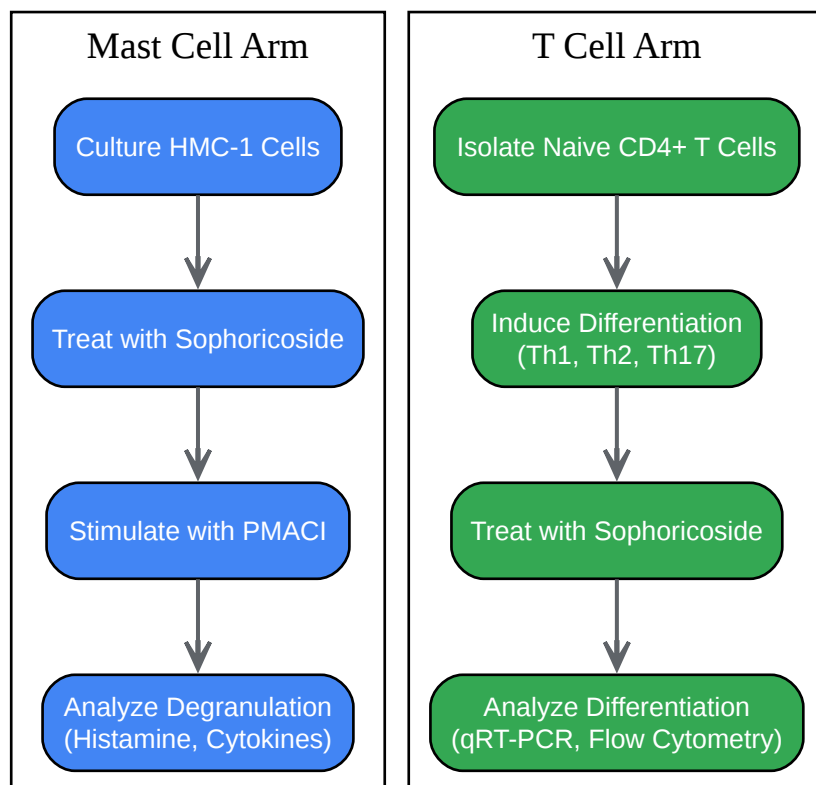 Mast Cell Arm
Culture HMC-1 Cells
Treat with Sophoricoside
Stimulate with PMACI
Analyze Degranulation
(Histamine, Cytokines)
T Cell Arm
Isolate Naive CD4+ T Cells
Induce Differentiation
(Th1, Th2, Th17)
Treat with Sophoricoside
Analyze Differentiation
(qRT-PCR, Flow Cytometry)